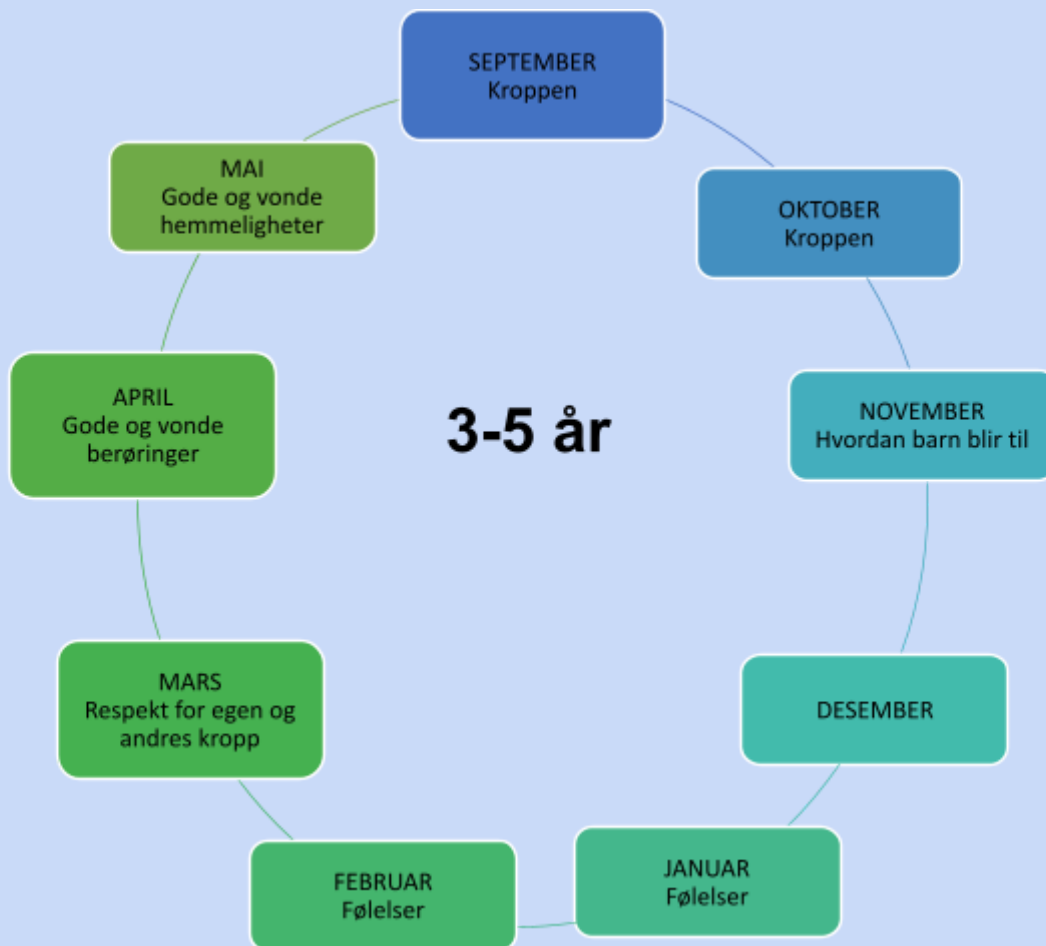 SEPTEMBER
Kroppen
OKTOBER
Kroppen
NOVEMBER
Hvordan barn blir til
DESEMBER
JANUAR
Følelser
FEBRUAR
Følelser
MARS
Respekt for egen og
andres kropp
APRIL
Gode og vonde
berøringer
MAI
Gode og vonde
hemmeligheter
3-5 år